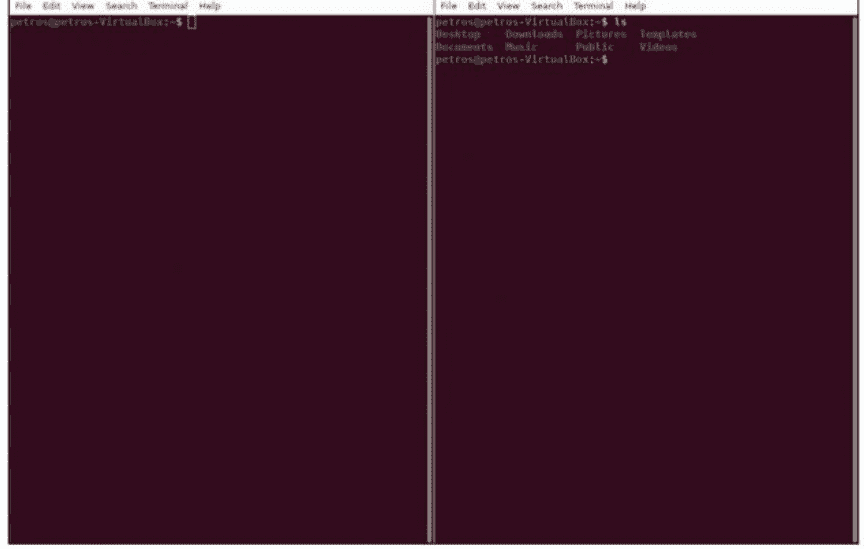 File Edit View Search Terminal Help
petros@petros-VirtualBox:~$
File Edit View Search Terminal Help
petros@petros-VirtualBox:~$ ls
Desktop Downloads Pictures Templates
Documents Music Public Videos
petros@petros-VirtualBox:~$